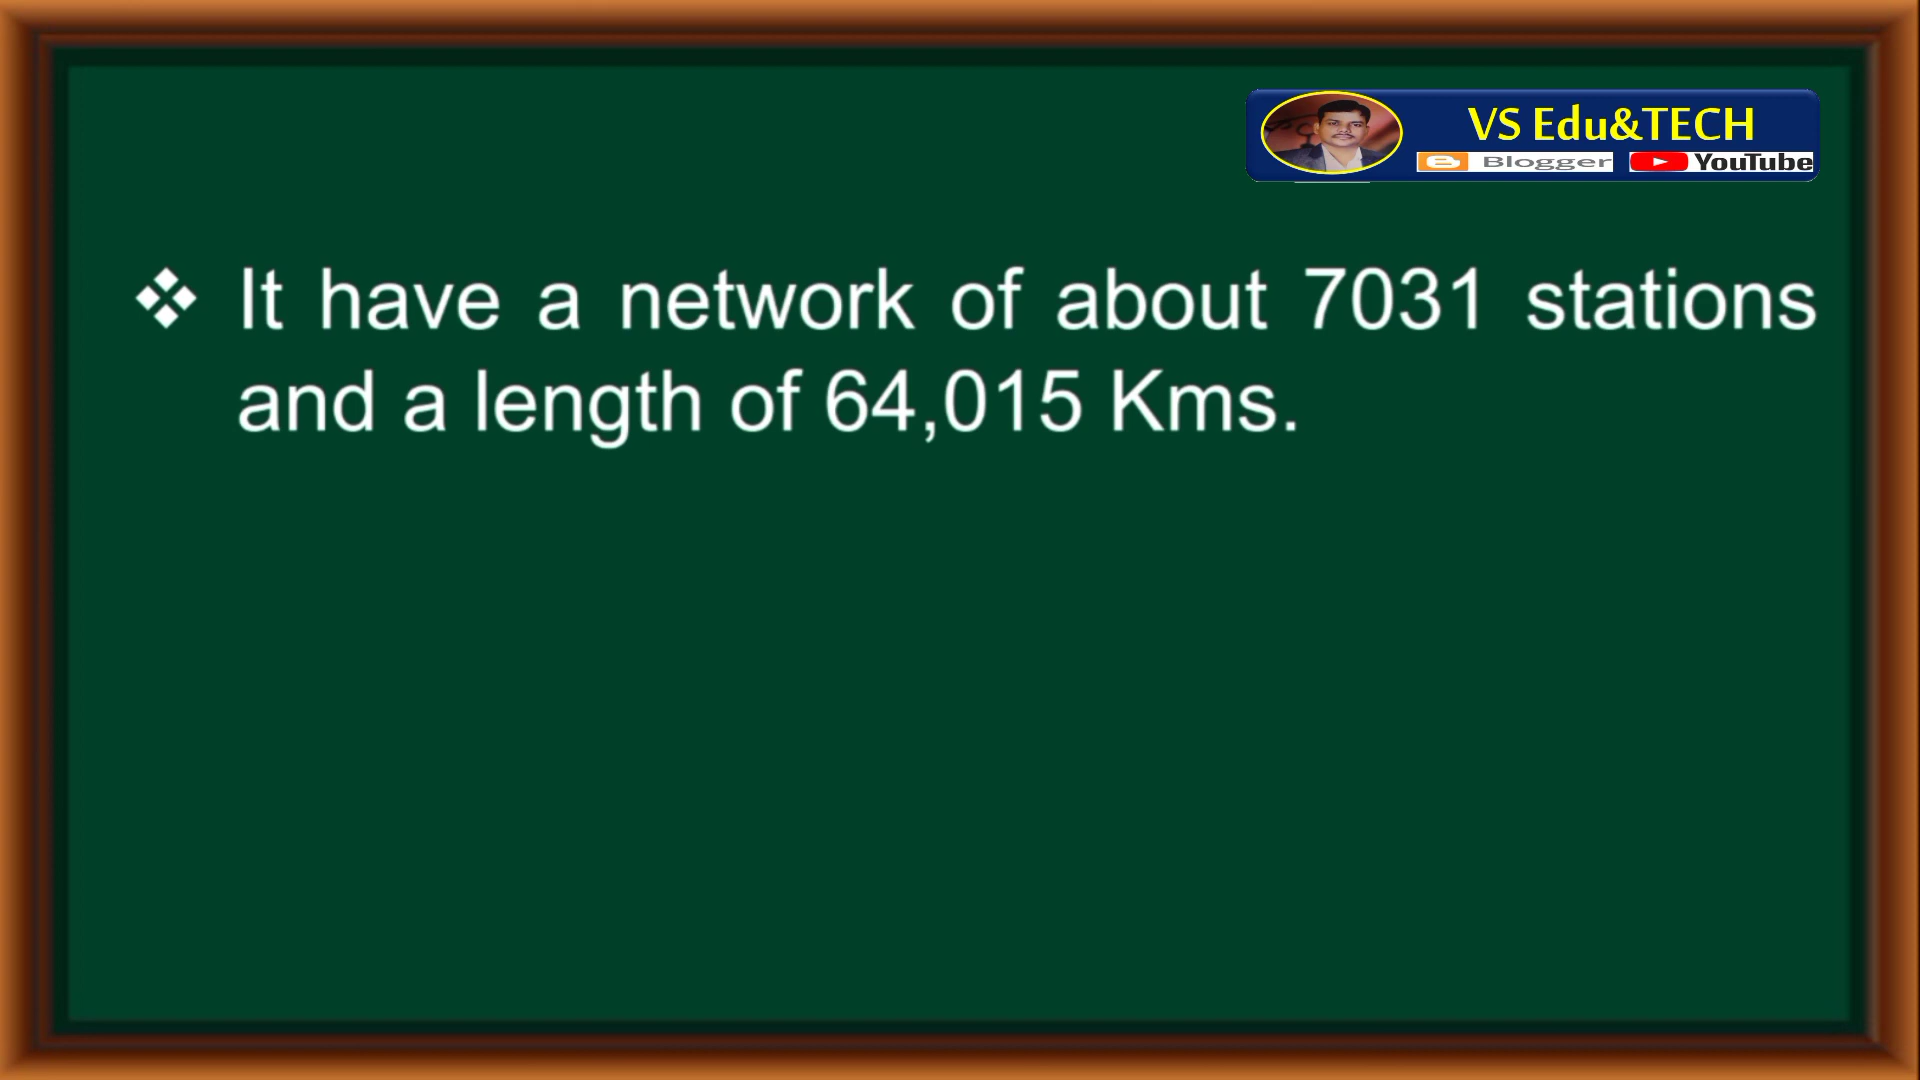 VS Edu&TECH
Blogger YouTube
❖ It have a network of about 7031 stations
and a length of 64,015 Kms.